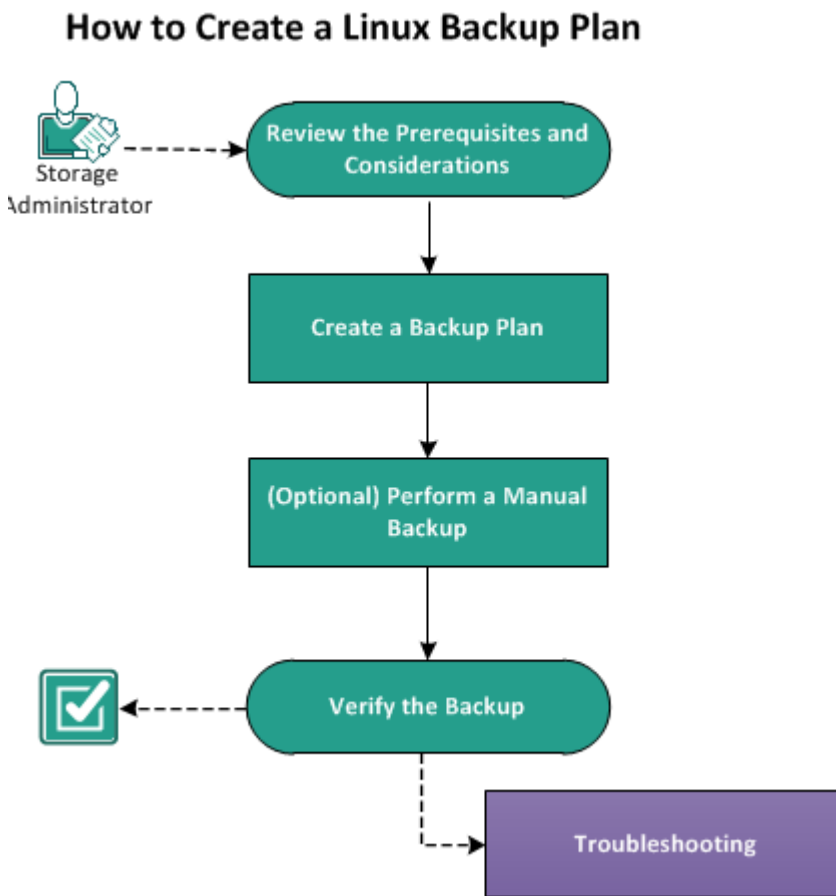 How to Create a Linux Backup Plan
Review the Prerequisites and
Considerations
Storage
Administrator
Create a Backup Plan
(Optional) Perform a Manual
Backup
Verify the Backup
Troubleshooting